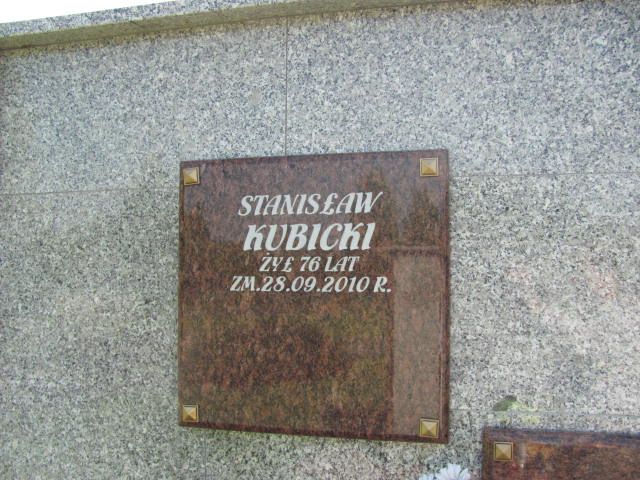 STANISŁAW
KUBICKI
ŻYŁ 76 LAT
ZM.28.09.2010 R.